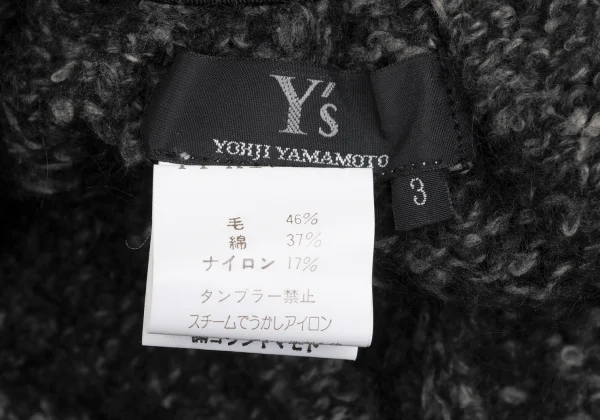 Y's
YOHJI YAMAMOTO
3
毛 46%
綿 37%
ナイロン 17%
タンブラー禁止
スチームでうかしアイロン